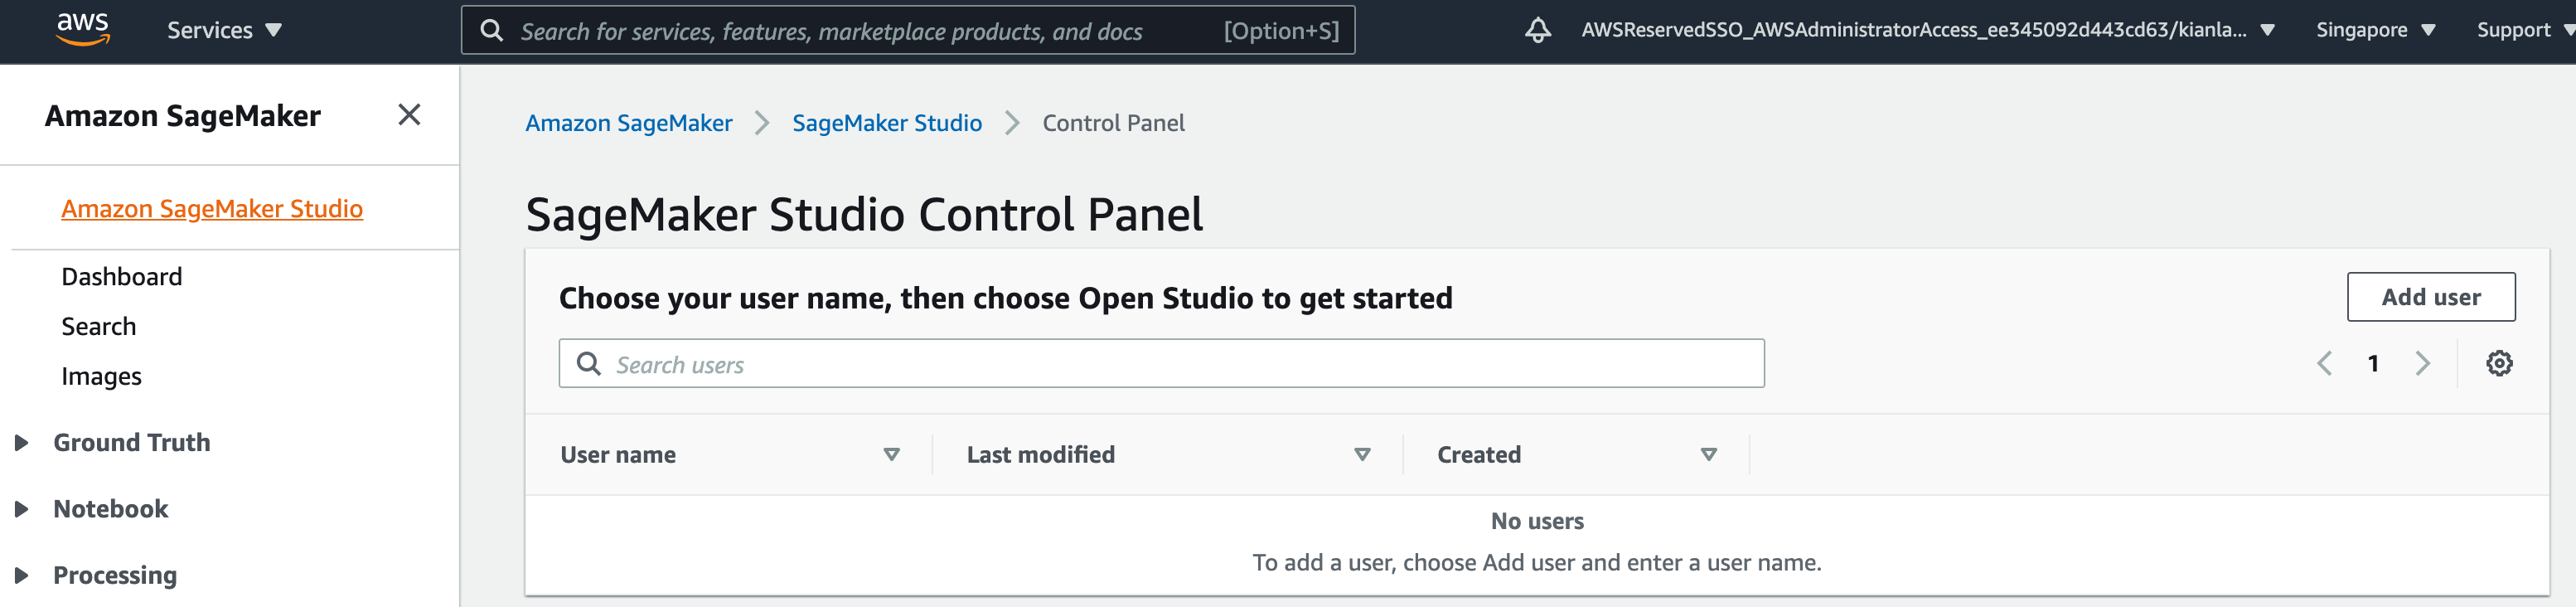 aws
Services
Search for services, features, marketplace products, and docs
[Option+S]
AWSReservedSSO_AWSAdministratorAccess_ee345092d443cd63/kianla...
Singapore
Support
Amazon SageMaker
Amazon SageMaker Studio
Dashboard
Search
Images
Ground Truth
Notebook
Processing
Amazon SageMaker
SageMaker Studio
Control Panel
SageMaker Studio Control Panel
Choose your user name, then choose Open Studio to get started
Add user
Search users
1
User name
Last modified
Created
No users
To add a user, choose Add user and enter a user name.